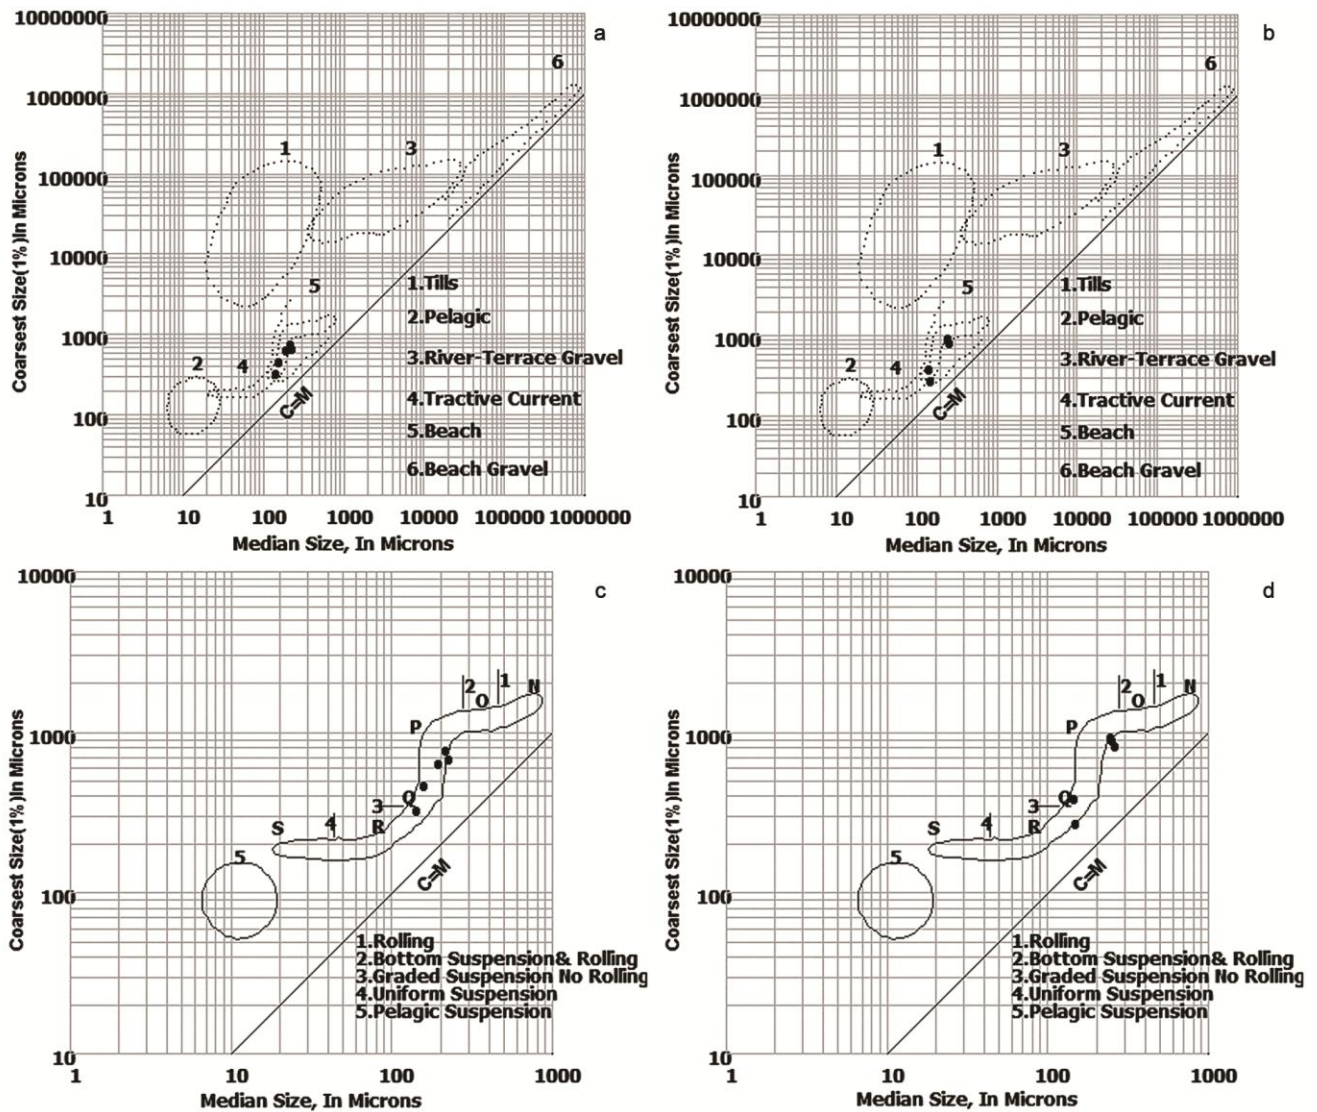 a
10000000
1000000
100000
10000
1000
100
10
Coarsest Size(1%)In Microns
1
2
3
4
5
6
C=M
1.Tills
2.Pelagic
3.River-Terrace Gravel
4.Tractive Current
5.Beach
6.Beach Gravel
1 10 100 1000 10000 100000 1000000
Median Size, In Microns
b
10000000
1000000
100000
10000
1000
100
10
Coarsest Size(1%)In Microns
1
2
3
4
5
6
C=M
1.Tills
2.Pelagic
3.River-Terrace Gravel
4.Tractive Current
5.Beach
6.Beach Gravel
1 10 100 1000 10000 100000 1000000
Median Size, In Microns
c
10000
1000
100
10
Coarsest Size(1%)In Microns
2 1
O N
P
Q
3
R
4
S
5
C=M
1.Rolling
2.Bottom Suspension& Rolling
3.Graded Suspension No Rolling
4.Uniform Suspension
5.Pelagic Suspension
1 10 100 1000
Median Size, In Microns
d
10000
1000
100
10
Coarsest Size(1%)In Microns
2 1
O N
P
Q
3
R
4
S
5
C=M
1.Rolling
2.Bottom Suspension& Rolling
3.Graded Suspension No Rolling
4.Uniform Suspension
5.Pelagic Suspension
1 10 100 1000
Median Size, In Microns